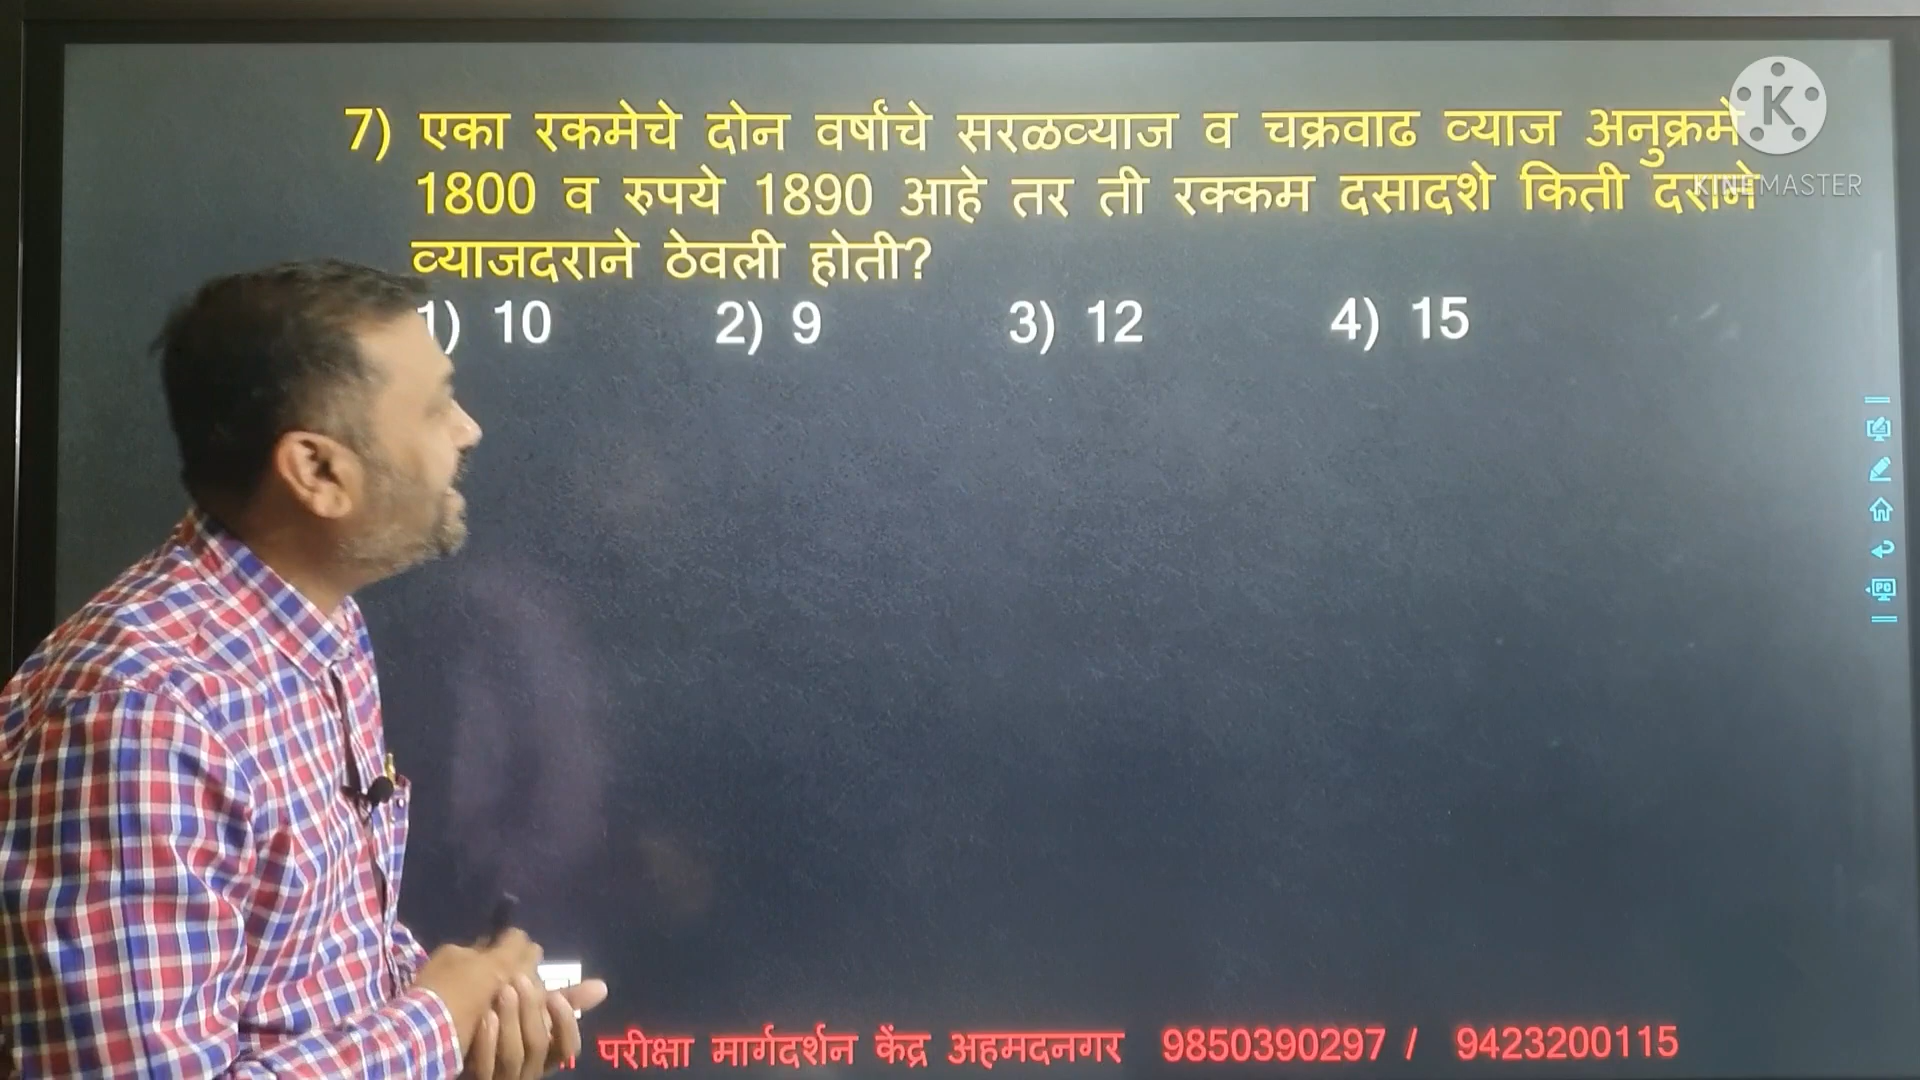 7) एका रकमेचे दोन वर्षांचे सरळव्याज व चक्रवाढ व्याज अनुक्रमे
1800 व रुपये 1890 आहे तर ती रक्कम दसादशे किती दराने
व्याजदराने ठेवली होती?
1) 10 2) 9 3) 12 4) 15
K
KINEMASTER
परीक्षा मार्गदर्शन केंद्र अहमदनगर 9850390297 / 9423200115